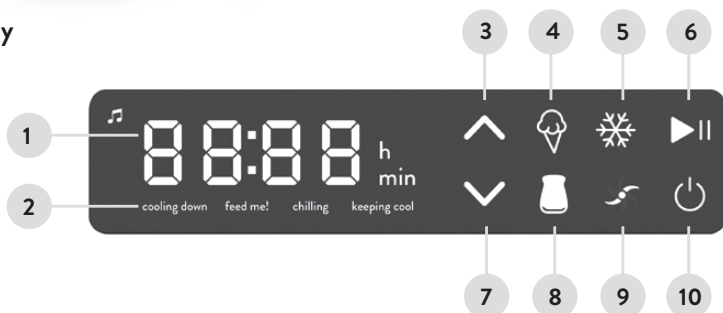 y
3 4 5 6
1
88:88 h
min
2
cooling down feed me! chilling keeping cool
7 8 9 10